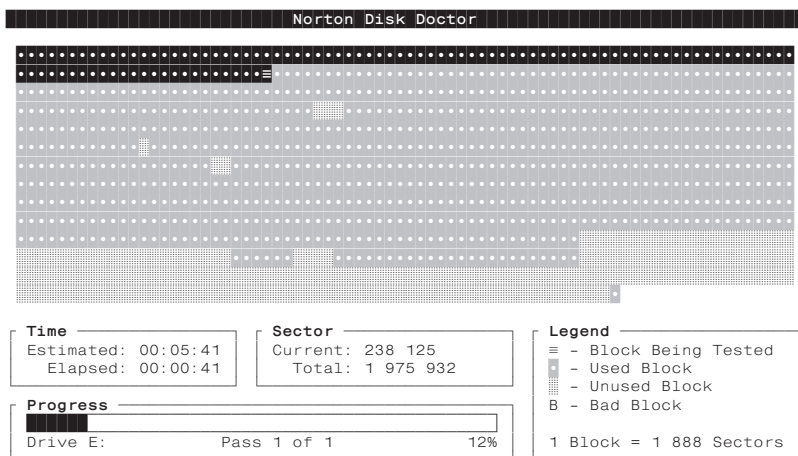 Norton Disk Doctor
Time
Estimated: 00:05:41
Elapsed: 00:00:41
Sector
Current: 238 125
Total: 1 975 932
Legend
≡ – Block Being Tested
– Used Block
– Unused Block
B – Bad Block
1 Block = 1 888 Sectors
Progress
Drive E: Pass 1 of 1 12%